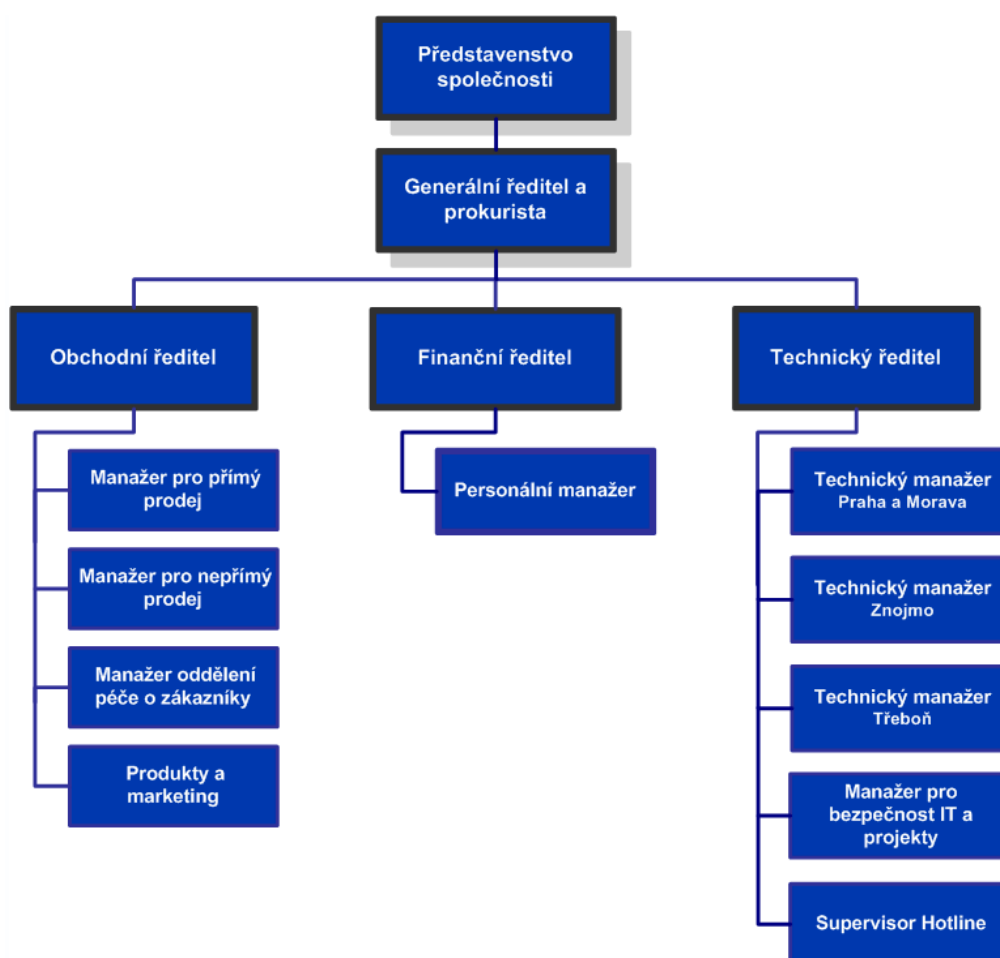 Představenstvo
společnosti
Generální ředitel a
prokurista
Obchodní ředitel
Finanční ředitel
Technický ředitel
Manažer pro přímý
prodej
Manažer pro nepřímý
prodej
Manažer oddělení
péče o zákazníky
Produkty a
marketing
Personální manažer
Technický manažer
Praha a Morava
Technický manažer
Znojmo
Technický manažer
Třeboň
Manažer pro
bezpečnost IT a
projekty
Supervisor Hotline